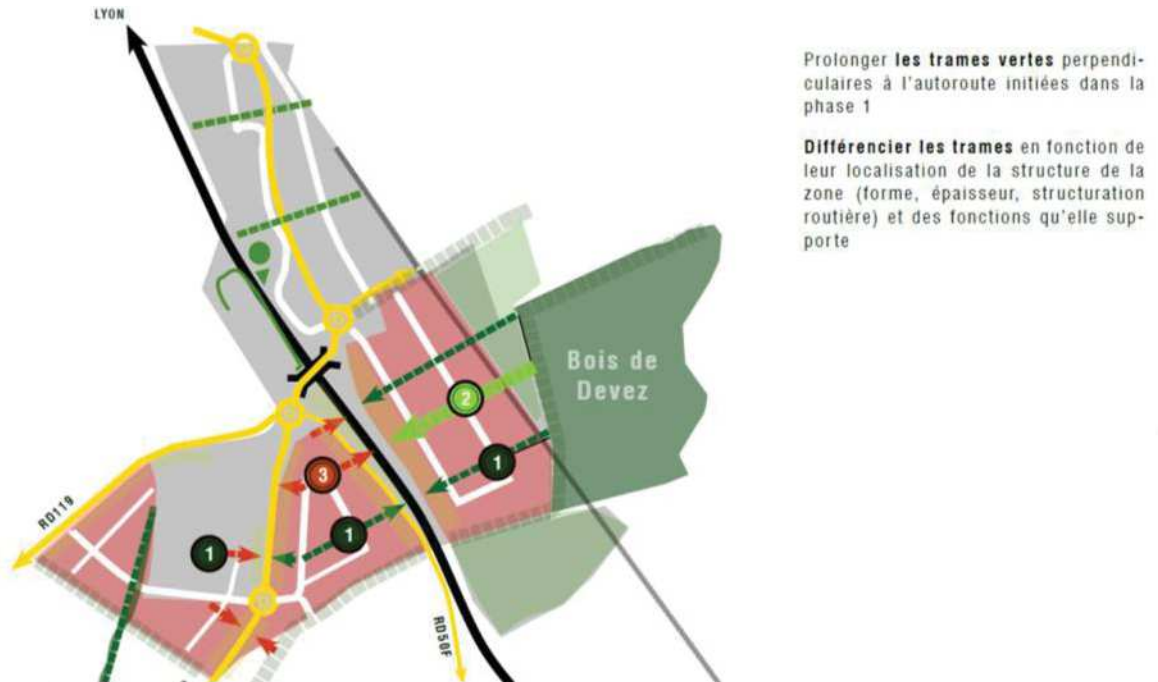 LYON
Prolonger les trames vertes perpendi-
culaires à l'autoroute initiées dans la
phase 1
Différencier les trames en fonction de
leur localisation de la structure de la
zone (forme, épaisseur, structuration
routière) et des fonctions qu'elle sup-
porte
Bois de
Devez
2
1
3
1
1
RD119
RD50F